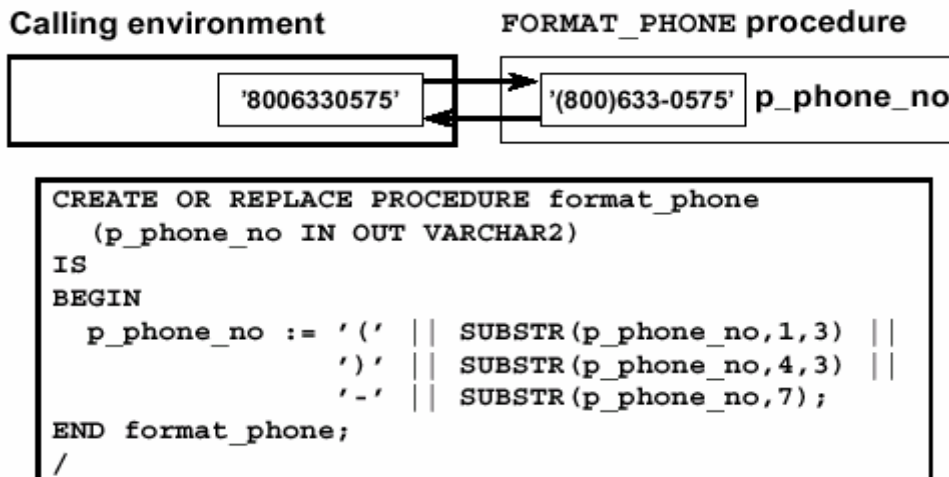 Calling environment
FORMAT_PHONE procedure
'8006330575'
'(800)633-0575'
p_phone_no
CREATE OR REPLACE PROCEDURE format_phone
(p_phone_no IN OUT VARCHAR2)
IS
BEGIN
p_phone_no := '(' || SUBSTR(p_phone_no,1,3) ||
')' || SUBSTR(p_phone_no,4,3) ||
'-' || SUBSTR(p_phone_no,7);
END format_phone;
/